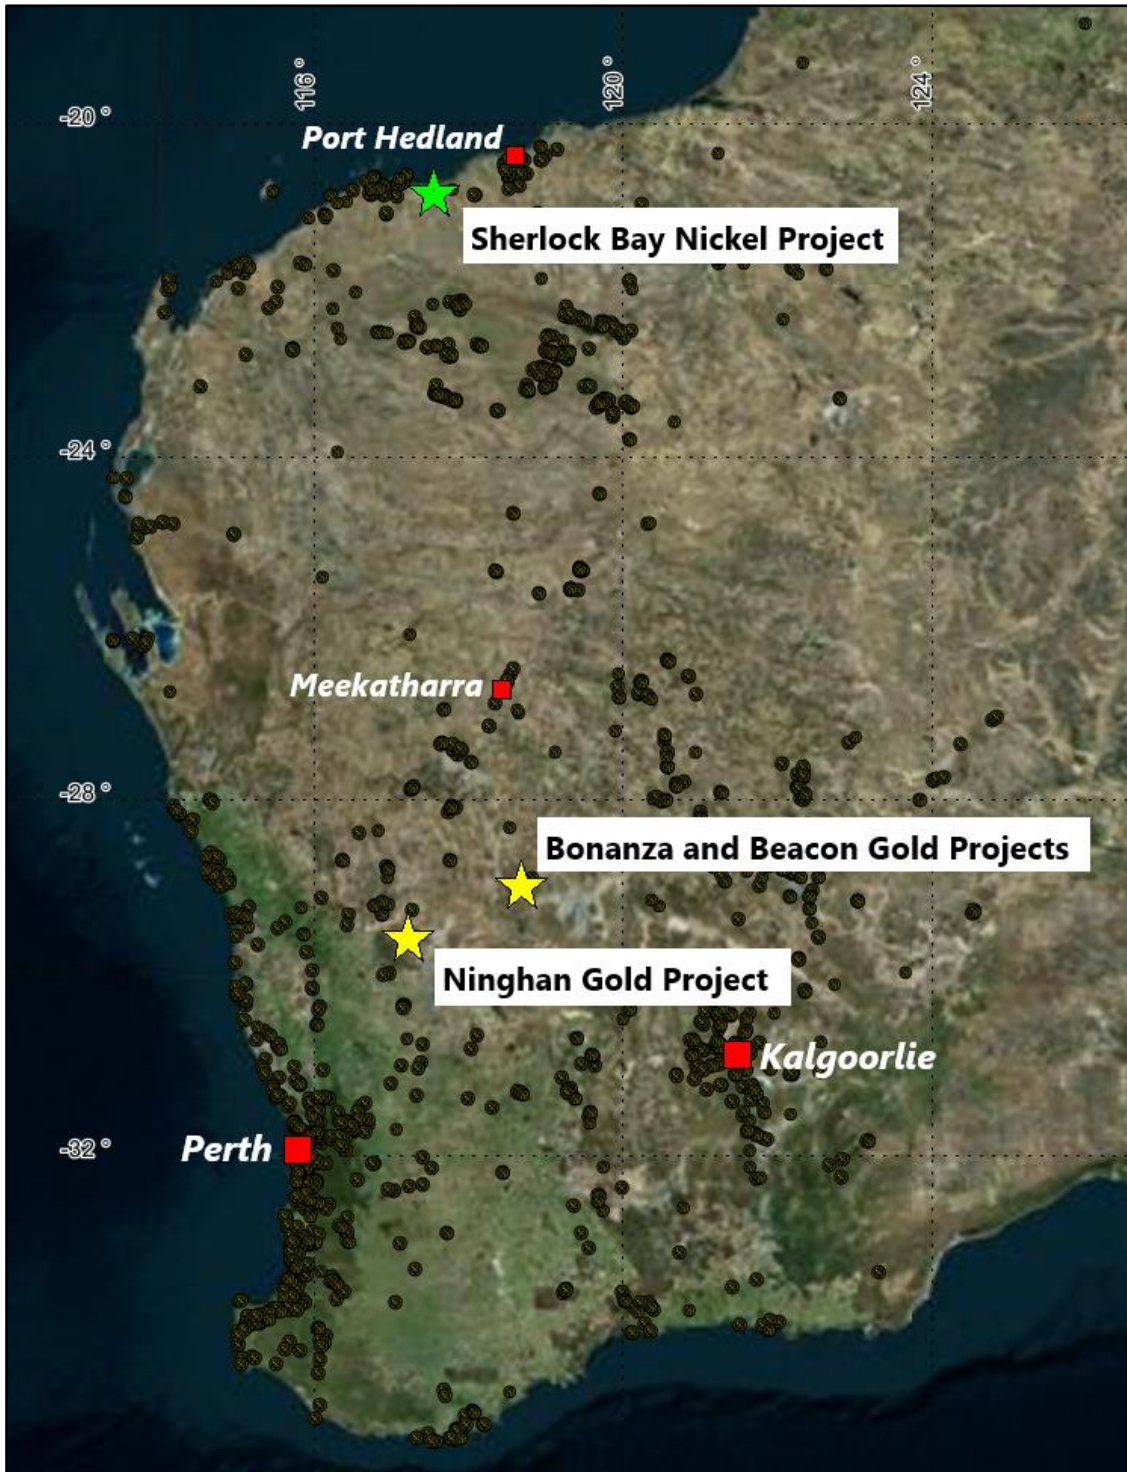 116 °
120 °
124 °
-20 °
Port Hedland
Sherlock Bay Nickel Project
-24 °
Meekatharra
-28 °
Bonanza and Beacon Gold Projects
Ninghan Gold Project
Kalgoorlie
-32 °
Perth